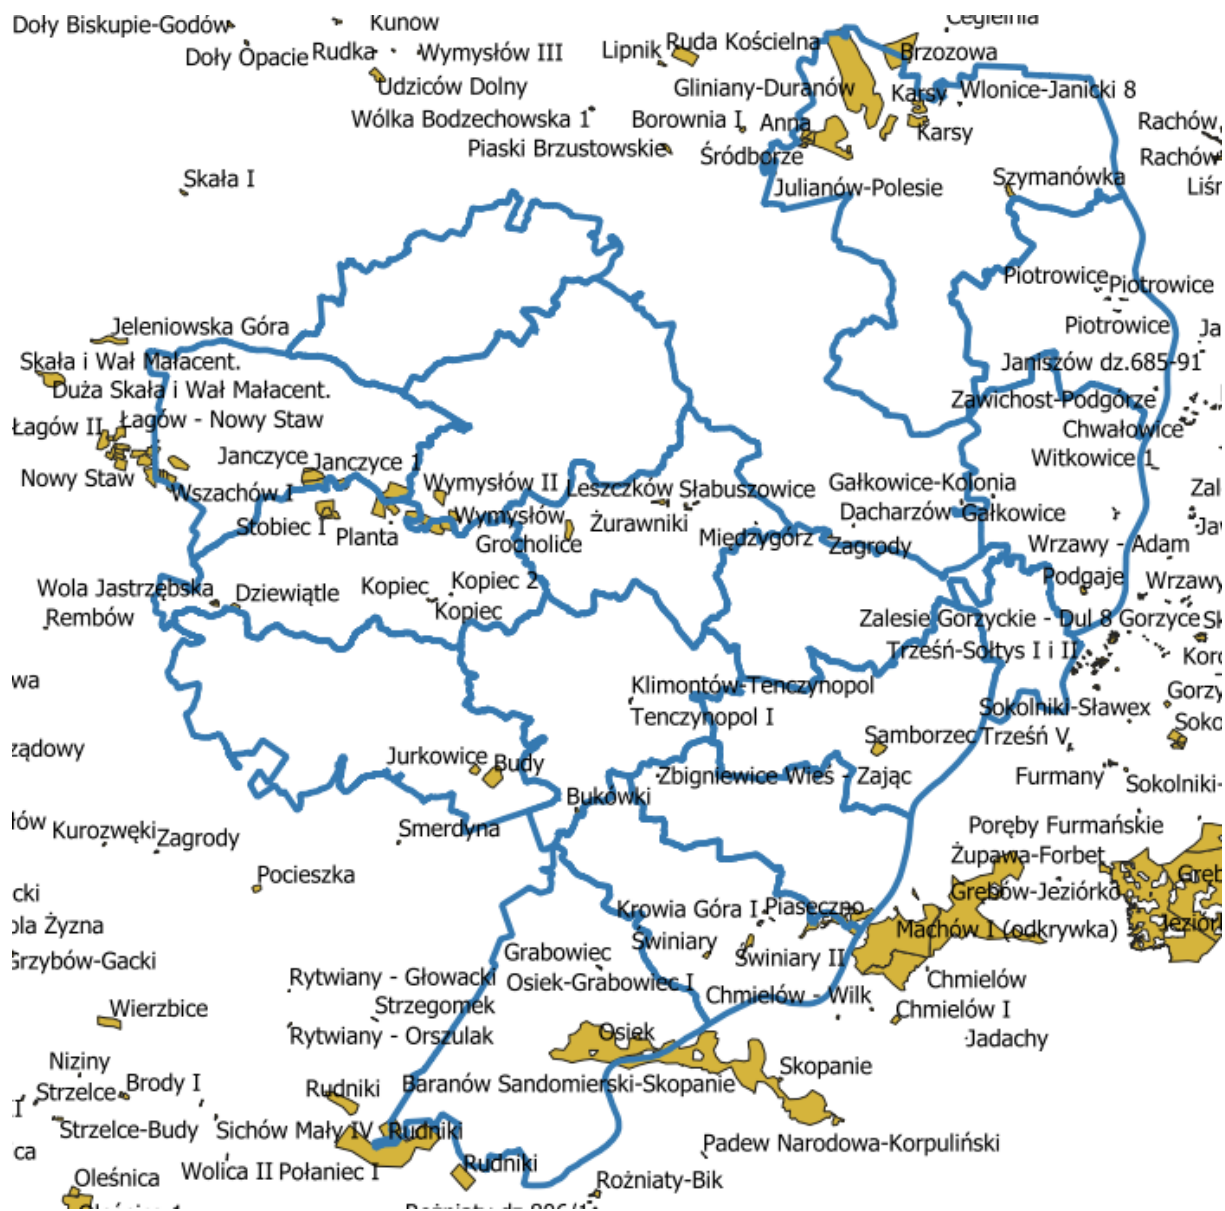 Cegielnia
Doły Biskupie-Godów
Kunow
Doły Opacie
Rudka
Wymysłów III
Lipnik
Ruda Kościelna
Brzozowa
Udziców Dolny
Gliniany-Duranów
Karsy
Wlonice-Janicki 8
Wólka Bodzechowska 1
Borownia I
Anna
Karsy
Rachów
Piaski Brzustowskie
Śródborze
Rachów
Skała I
Julianów-Polesie
Szymanówka
Piotrowice
Piotrowice
Jeleniowska Góra
Piotrowice
Skała i Wał Małacent.
Janiszów dz.685-91
Duża Skała i Wał Małacent.
Zawichost-Podgórze
Łagów II
Łagów - Nowy Staw
Chwałowice
Janczyce
Janczyce 1
Witkowice 1
Nowy Staw
Wszachów I
Wymysłów II
Leszczków
Słabuszowice
Gałkowice-Kolonia
Stobiec I
Planta
Wymysłów
Żurawniki
Dacharzów
Gałkowice
Grocholice
Międzygórz
Zagrody
Wrzawy - Adam
Wola Jastrzębska
Dziewiątle
Kopiec
Kopiec 2
Podgaje
Wrzawy
Rembów
Kopiec
Zalesie Gorzyckie - Dul 8
Gorzyce
Trześń-Sołtys I i II
Klimontów-Tenczynopol
Tenczynopol I
Sokolniki-Sławex
Samborzec
Trześń V
Jurkowice
Budy
Zbigniewice Wieś - Zając
Furmany
Sokolniki-
Bukówki
Kurozwęki
Zagrody
Smerdyna
Poręby Furmańskie
Pocieszka
Żupawa-Forbet
Grębów-Jeziórko
Krowia Góra I
Piaseczno
Machów I (odkrywka)
Świniary
Świniary II
Grzybów-Gacki
Grabowiec
Rytwiany - Głowacki
Osiek-Grabowiec I
Chmielów
Strzegomek
Chmielów - Wilk
Chmielów I
Wierzbice
Rytwiany - Orszulak
Osiek
Jadachy
Niziny
Skopanie
Strzelce
Brody I
Rudniki
Baranów Sandomierski-Skopanie
Strzelce-Budy
Sichów Mały IV
Rudniki
Padew Narodowa-Korpuliński
Wolica II
Połaniec I
Rudniki
Oleśnica
Rożniaty-Bik